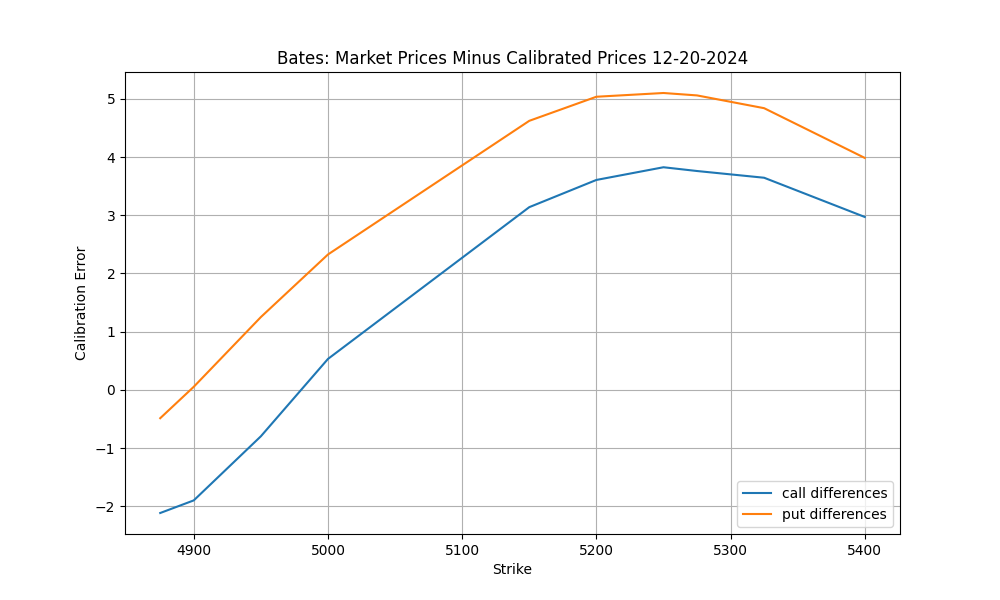 Bates: Market Prices Minus Calibrated Prices 12-20-2024
5
4
3
2
1
0
−1
−2
Calibration Error
4900 5000 5100 5200 5300 5400
Strike
call differences
put differences